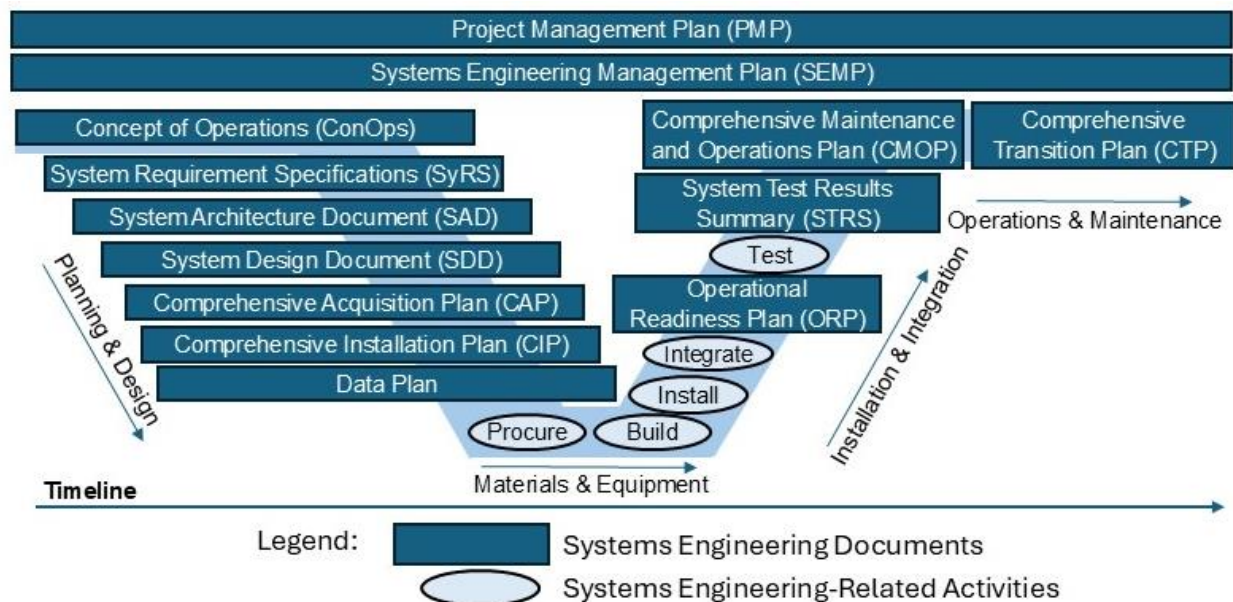 Project Management Plan (PMP)
Systems Engineering Management Plan (SEMP)
Concept of Operations (ConOps)
System Requirement Specifications (SyRS)
System Architecture Document (SAD)
System Design Document (SDD)
Comprehensive Acquisition Plan (CAP)
Comprehensive Installation Plan (CIP)
Data Plan
Planning & Design
Procure
Build
Materials & Equipment
Install
Integrate
Operational
Readiness Plan (ORP)
Test
System Test Results
Summary (STRS)
Comprehensive Maintenance
and Operations Plan (CMOP)
Installation & Integration
Comprehensive
Transition Plan (CTP)
Operations & Maintenance
Timeline
Legend:
Systems Engineering Documents
Systems Engineering-Related Activities